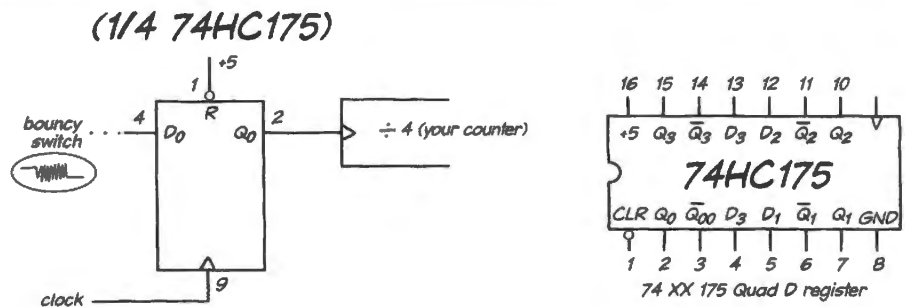 (1/4 74HC175)
+5
1
R
4
D₀
Q₀
2
bouncy
switch
÷ 4 (your counter)
9
clock
16 15 14 13 12 11 10
+5 Q₃ Q̅₃ D₃ D₂ Q̅₂ Q₂
74HC175
CLR Q₀ Q̅₀₀ D₃ D₁ Q̅₁ Q₁ GND
1 2 3 4 5 6 7 8
74 XX 175 Quad D register